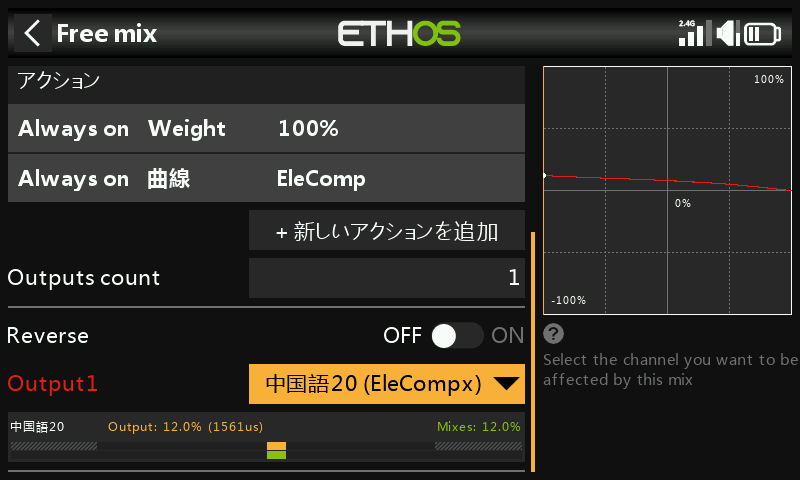 Free mix
ETHOS
2.4G
アクション
Always on Weight 100%
Always on 曲線 EleComp
+ 新しいアクションを追加
Outputs count 1
Reverse OFF ON
Output1 中国語20 (EleCompx)
中国語20 Output: 12.0% (1561us) Mixes: 12.0%
100%
0%
-100%
?
Select the channel you want to be
affected by this mix